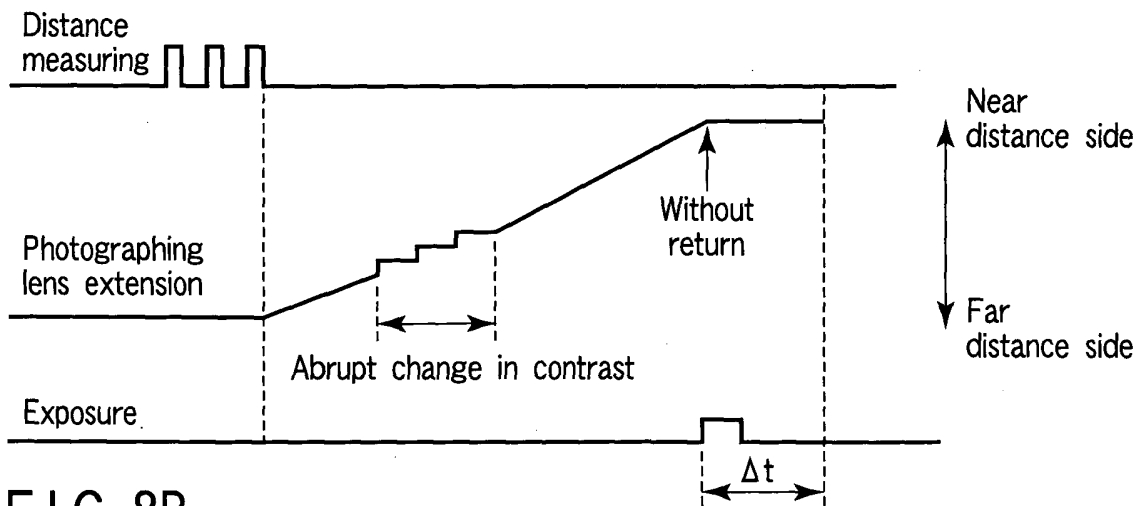 Distance
measuring
Near
distance side
Without
return
Photographing
lens extension
Far
distance side
Abrupt change in contrast
Exposure
Δt